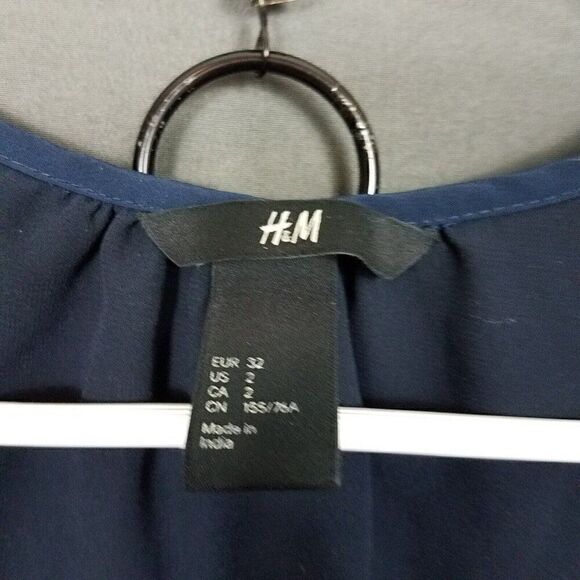 H&M
EUR 32
US 2
CA 2
CN 155/76A
Made in
India